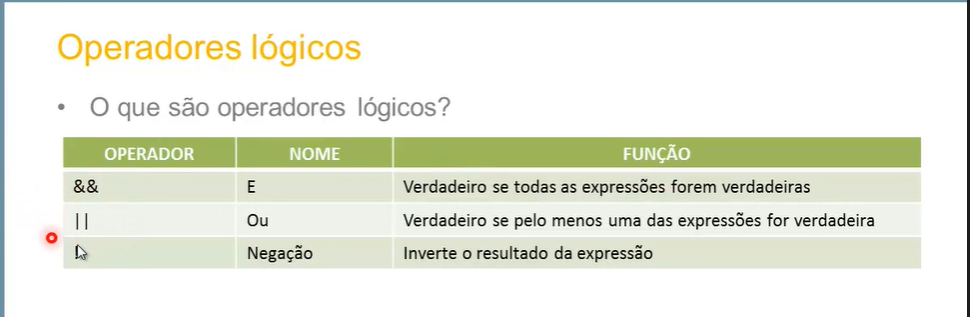 Operadores lógicos
• O que são operadores lógicos?
OPERADOR NOME FUNÇÃO
&& E Verdadeiro se todas as expressões forem verdadeiras
|| Ou Verdadeiro se pelo menos uma das expressões for verdadeira
Negação Inverte o resultado da expressão